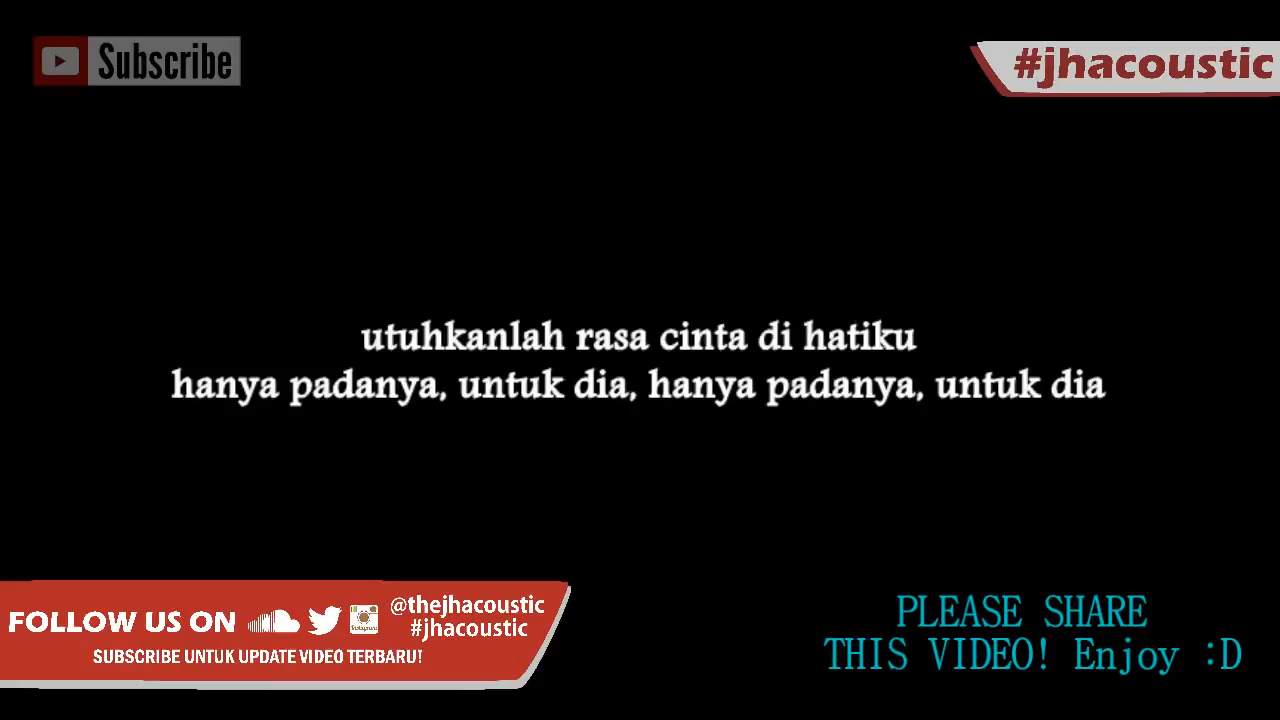 Subscribe
#jhacoustic
utuhkanlah rasa cinta di hatiku
hanya padanya, untuk dia, hanya padanya, untuk dia
FOLLOW US ON
Instagram
@thejhacoustic
#jhacoustic
SUBSCRIBE UNTUK UPDATE VIDEO TERBARU!
PLEASE SHARE
THIS VIDEO! Enjoy :D